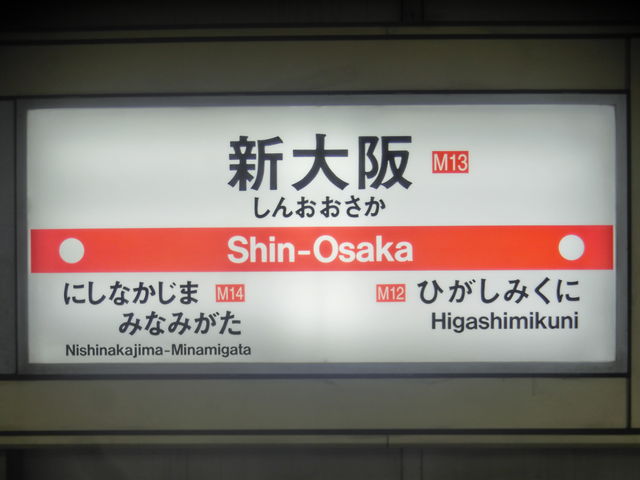 新大阪 M13
しんおおさか
Shin-Osaka
にしなかじま M14
みなみがた
Nishinakajima-Minamigata
M12 ひがしみくに
Higashimikuni